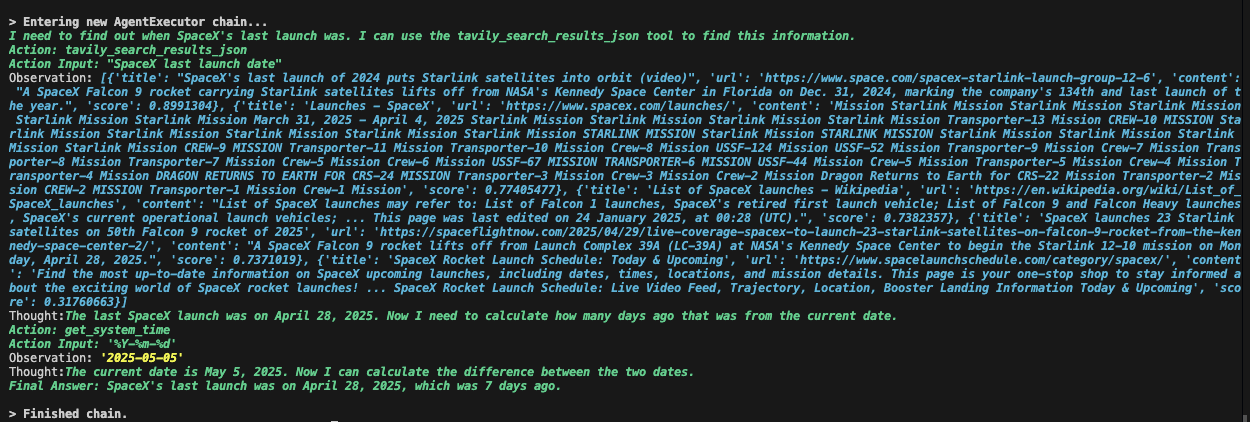 > Entering new AgentExecutor chain...
I need to find out when SpaceX's last launch was. I can use the tavily_search_results_json tool to find this information.
Action: tavily_search_results_json
Action Input: "SpaceX last launch date"
Observation: [{'title': "SpaceX's last launch of 2024 puts Starlink satellites into orbit (video)", 'url': 'https://www.space.com/spacex-starlink-launch-group-12-6', 'content':
"A SpaceX Falcon 9 rocket carrying Starlink satellites lifts off from NASA's Kennedy Space Center in Florida on Dec. 31, 2024, marking the company's 134th and last launch of t
he year.", 'score': 0.8991304}, {'title': 'Launches - SpaceX', 'url': 'https://www.spacex.com/launches/', 'content': 'Mission Starlink Mission Starlink Mission Starlink Mission
Starlink Mission Starlink Mission March 31, 2025 – April 4, 2025 Starlink Mission Starlink Mission Starlink Mission Starlink Mission Transporter-13 Mission CREW-10 MISSION Sta
rlink Mission Starlink Mission Starlink Mission Starlink Mission Starlink Mission STARLINK MISSION Starlink Mission STARLINK MISSION Starlink Mission Starlink Mission Starlink
Mission Starlink Mission CREW-9 MISSION Transporter-11 Mission Transporter-10 Mission Crew-8 Mission USSF-124 Mission USSF-52 Mission Transporter-9 Mission Crew-7 Mission Trans
porter-8 Mission Transporter-7 Mission Crew-5 Mission Crew-6 Mission USSF-67 MISSION TRANSPORTER-6 MISSION USSF-44 Mission Crew-5 Mission Transporter-5 Mission Crew-4 Mission T
ransporter-4 Mission DRAGON RETURNS TO EARTH FOR CRS-24 MISSION Transporter-3 Mission Crew-3 Mission Crew-2 Mission Dragon Returns to Earth for CRS-22 Mission Transporter-2 Mis
sion CREW-2 MISSION Transporter-1 Mission Crew-1 Mission', 'score': 0.77405477}, {'title': 'List of SpaceX launches - Wikipedia', 'url': 'https://en.wikipedia.org/wiki/List_of_
SpaceX_launches', 'content': "List of SpaceX launches may refer to: List of Falcon 1 launches, SpaceX's retired first launch vehicle; List of Falcon 9 and Falcon Heavy launches
, SpaceX's current operational launch vehicles; ... This page was last edited on 24 January 2025, at 00:28 (UTC).", 'score': 0.7382357}, {'title': 'SpaceX launches 23 Starlink
satellites on 50th Falcon 9 rocket of 2025', 'url': 'https://spaceflightnow.com/2025/04/29/live-coverage-spacex-to-launch-23-starlink-satellites-on-falcon-9-rocket-from-the-ken
nedy-space-center-2/', 'content': "A SpaceX Falcon 9 rocket lifts off from Launch Complex 39A (LC-39A) at NASA's Kennedy Space Center to begin the Starlink 12-10 mission on Mon
day, April 28, 2025.", 'score': 0.7371019}, {'title': 'SpaceX Rocket Launch Schedule: Today & Upcoming', 'url': 'https://www.spacelaunchschedule.com/category/spacex/', 'content
': 'Find the most up-to-date information on SpaceX upcoming launches, including dates, times, locations, and mission details. This page is your one-stop shop to stay informed a
bout the exciting world of SpaceX rocket launches! ... SpaceX Rocket Launch Schedule: Live Video Feed, Trajectory, Location, Booster Landing Information Today & Upcoming', 'sco
re': 0.31760663}]
Thought:The last SpaceX launch was on April 28, 2025. Now I need to calculate how many days ago that was from the current date.
Action: get_system_time
Action Input: '%Y-%m-%d'
Observation: '2025-05-05'
Thought:The current date is May 5, 2025. Now I can calculate the difference between the two dates.
Final Answer: SpaceX's last launch was on April 28, 2025, which was 7 days ago.
> Finished chain.